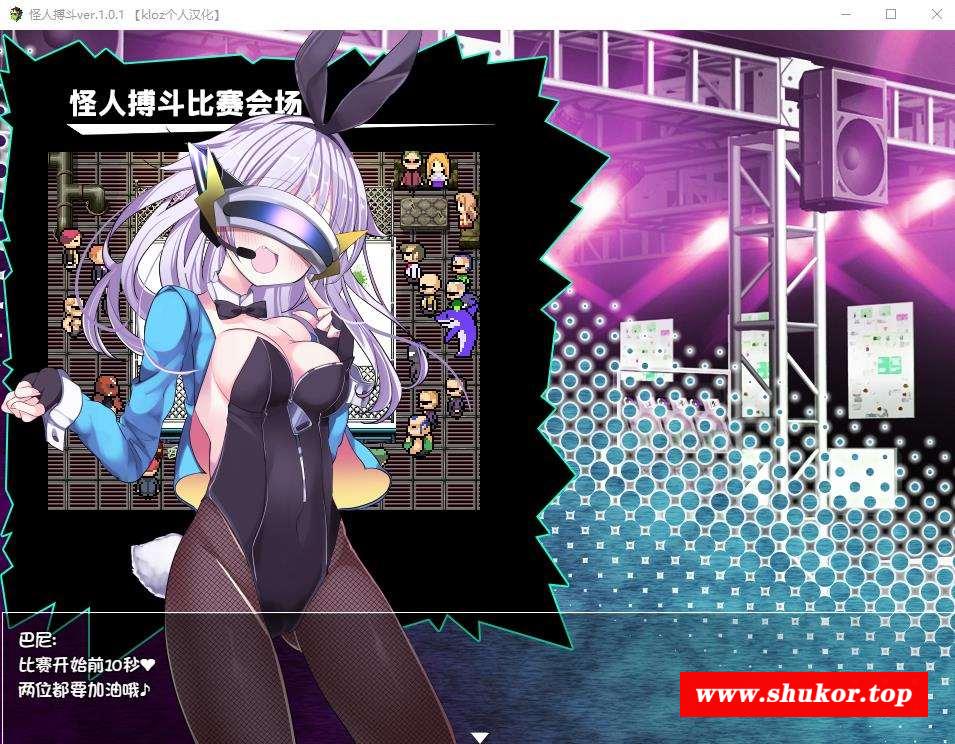 怪人搏斗ver.1.0.1 【kloz个人汉化】
怪人搏斗比赛会场
巴尼:
比赛开始前10秒♥
两位都要加油哦♪
www.shukor.top